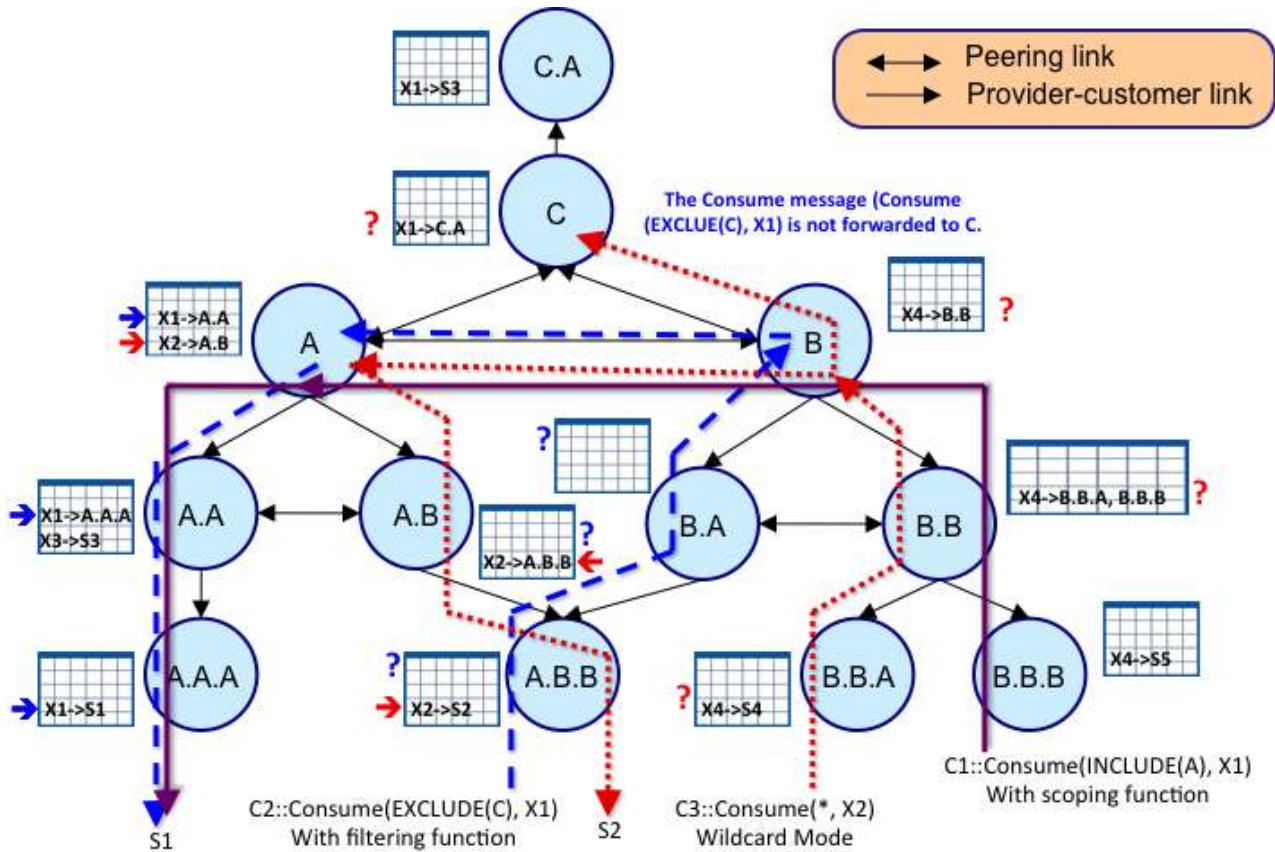 C.A
X1->S3
Peering link
Provider-customer link
C
X1->C.A
?
The Consume message (Consume
(EXCLUE(C), X1) is not forwarded to C.
X1->A.A
X2->A.B
A
B
X4->B.B
?
?
A.A
X1->A.A.A
X3->S3
A.B
?
X2->A.B.B
B.A
B.B
X4->B.B.A, B.B.B
?
A.A.A
X1->S1
?
X2->S2
A.B.B
?
X4->S4
B.B.A
B.B.B
X4->S5
S1
C2::Consume(EXCLUDE(C), X1)
With filtering function
S2
C3::Consume(*, X2)
Wildcard Mode
C1::Consume(INCLUDE(A), X1)
With scoping function